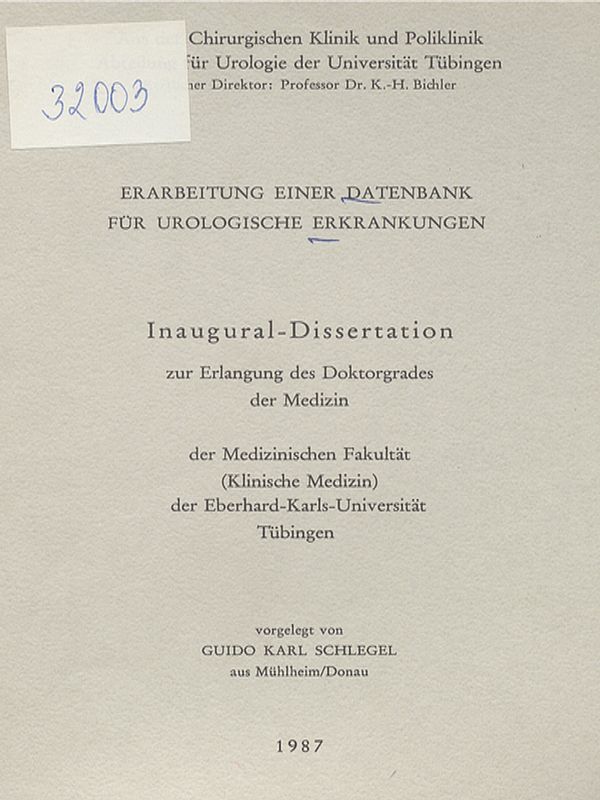 Chirurgischen Klinik und Poliklinik
für Urologie der Universität Tübingen
Direktor: Professor Dr. K.-H. Bichler
32003
ERARBEITUNG EINER DATENBANK
FÜR UROLOGISCHE ERKRANKUNGEN
Inaugural-Dissertation
zur Erlangung des Doktorgrades
der Medizin
der Medizinischen Fakultät
(Klinische Medizin)
der Eberhard-Karls-Universität
Tübingen
vorgelegt von
GUIDO KARL SCHLEGEL
aus Mühlheim/Donau
1987